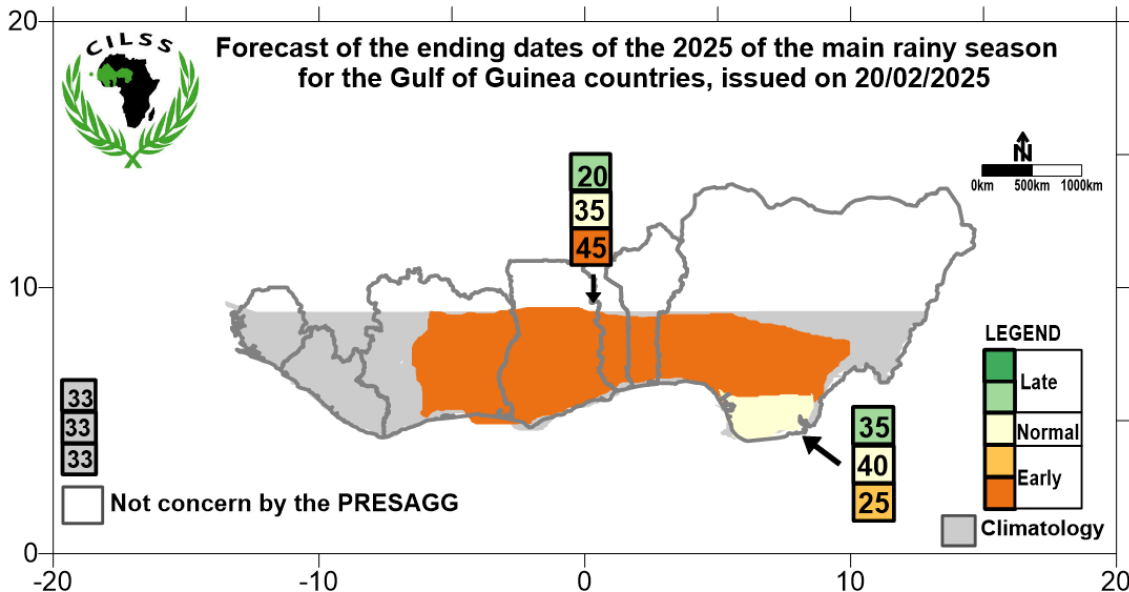 20
CILSS
Forecast of the ending dates of the 2025 of the main rainy season
for the Gulf of Guinea countries, issued on 20/02/2025
N
0km 500km 1000km
20
35
45
10
LEGEND
Late
Normal
Early
Climatology
33
33
33
Not concern by the PRESAGG
35
40
25
0
-20 -10 0 10 20